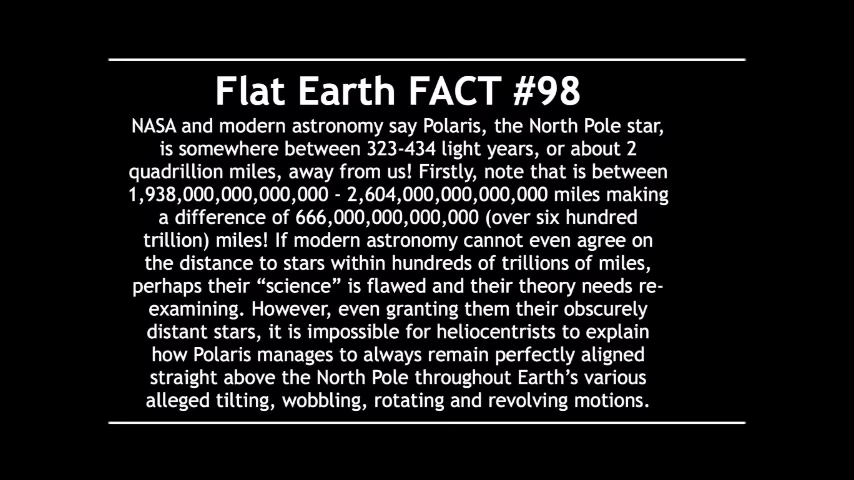 Flat Earth FACT #98
NASA and modern astronomy say Polaris, the North Pole star,
is somewhere between 323-434 light years, or about 2
quadrillion miles, away from us! Firstly, note that is between
1,938,000,000,000,000 - 2,604,000,000,000,000 miles making
a difference of 666,000,000,000,000 (over six hundred
trillion) miles! If modern astronomy cannot even agree on
the distance to stars within hundreds of trillions of miles,
perhaps their “science” is flawed and their theory needs re-
examining. However, even granting them their obscurely
distant stars, it is impossible for heliocentrists to explain
how Polaris manages to always remain perfectly aligned
straight above the North Pole throughout Earth’s various
alleged tilting, wobbling, rotating and revolving motions.